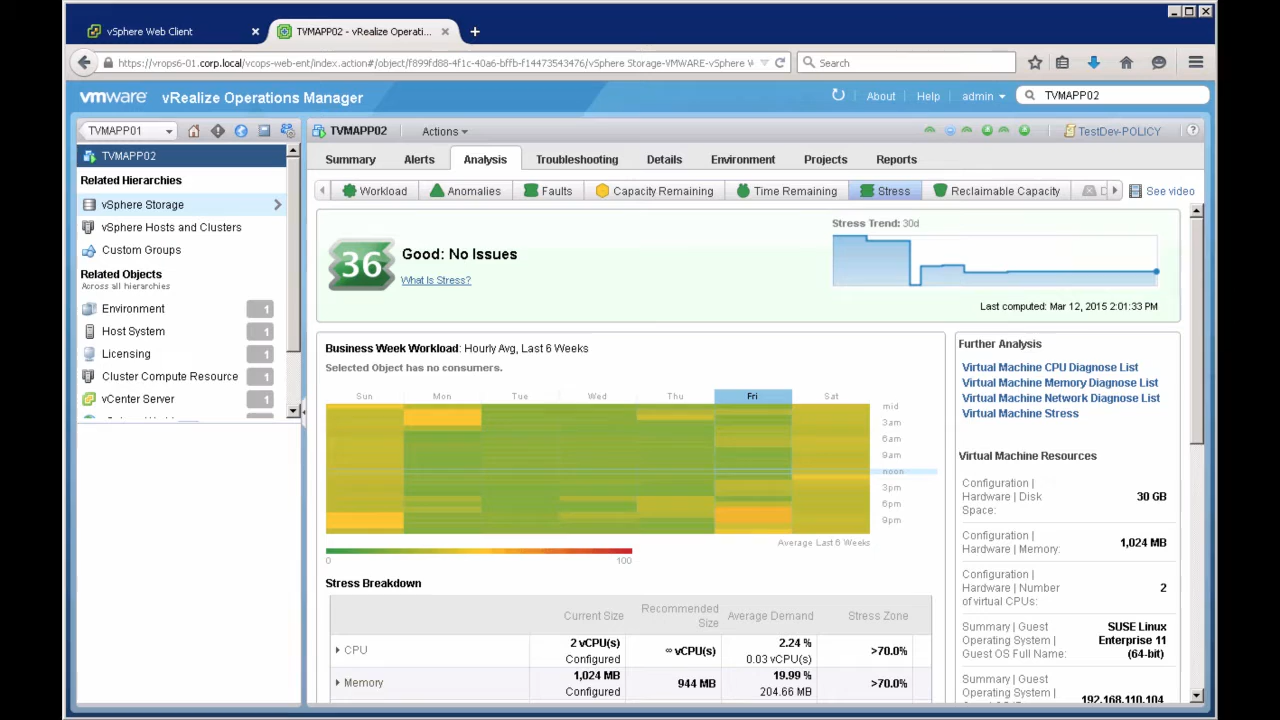 vSphere Web Client
TVMAPP02 - vRealize Operati...
https://vrops6-01.corp.local/vcops-web-ent/index.action#/object/f899fd88-4f1c-40a6-bffb-f14473543476/vSphere Storage-VMWARE-vSphere V
Search
vmware vRealize Operations Manager
About
Help
admin
TVMAPP02
TVMAPP01
TVMAPP02
Actions
TestDev-POLICY
?
TVMAPP02
Related Hierarchies
vSphere Storage
vSphere Hosts and Clusters
Custom Groups
Related Objects
Across all hierarchies
Environment 1
Host System 1
Licensing 1
Cluster Compute Resource 1
vCenter Server 1
Summary Alerts Analysis Troubleshooting Details Environment Projects Reports
Workload Anomalies Faults Capacity Remaining Time Remaining Stress Reclaimable Capacity D See video
36
Good: No Issues
What Is Stress?
Stress Trend: 30d
Last computed: Mar 12, 2015 2:01:33 PM
Business Week Workload: Hourly Avg, Last 6 Weeks
Selected Object has no consumers.
Sun Mon Tue Wed Thu Fri Sat
mid
3am
6am
9am
noon
3pm
6pm
9pm
Average Last 6 Weeks
0 100
Stress Breakdown
Current Size Recommended Size Average Demand Stress Zone
CPU 2 vCPU(s) Configured ∞ vCPU(s) 2.24 % 0.03 vCPU(s) >70.0%
Memory 1,024 MB Configured 944 MB 19.99 % 204.66 MB >70.0%
Further Analysis
Virtual Machine CPU Diagnose List
Virtual Machine Memory Diagnose List
Virtual Machine Network Diagnose List
Virtual Machine Stress
Virtual Machine Resources
Configuration |
Hardware | Disk 30 GB
Space:
Configuration | 1,024 MB
Hardware | Memory:
Configuration |
Hardware | Number 2
of virtual CPUs:
Summary | Guest SUSE Linux
Operating System | Enterprise 11
Guest OS Full Name: (64-bit)
Summary | Guest
Operating System | 192.168.110.104